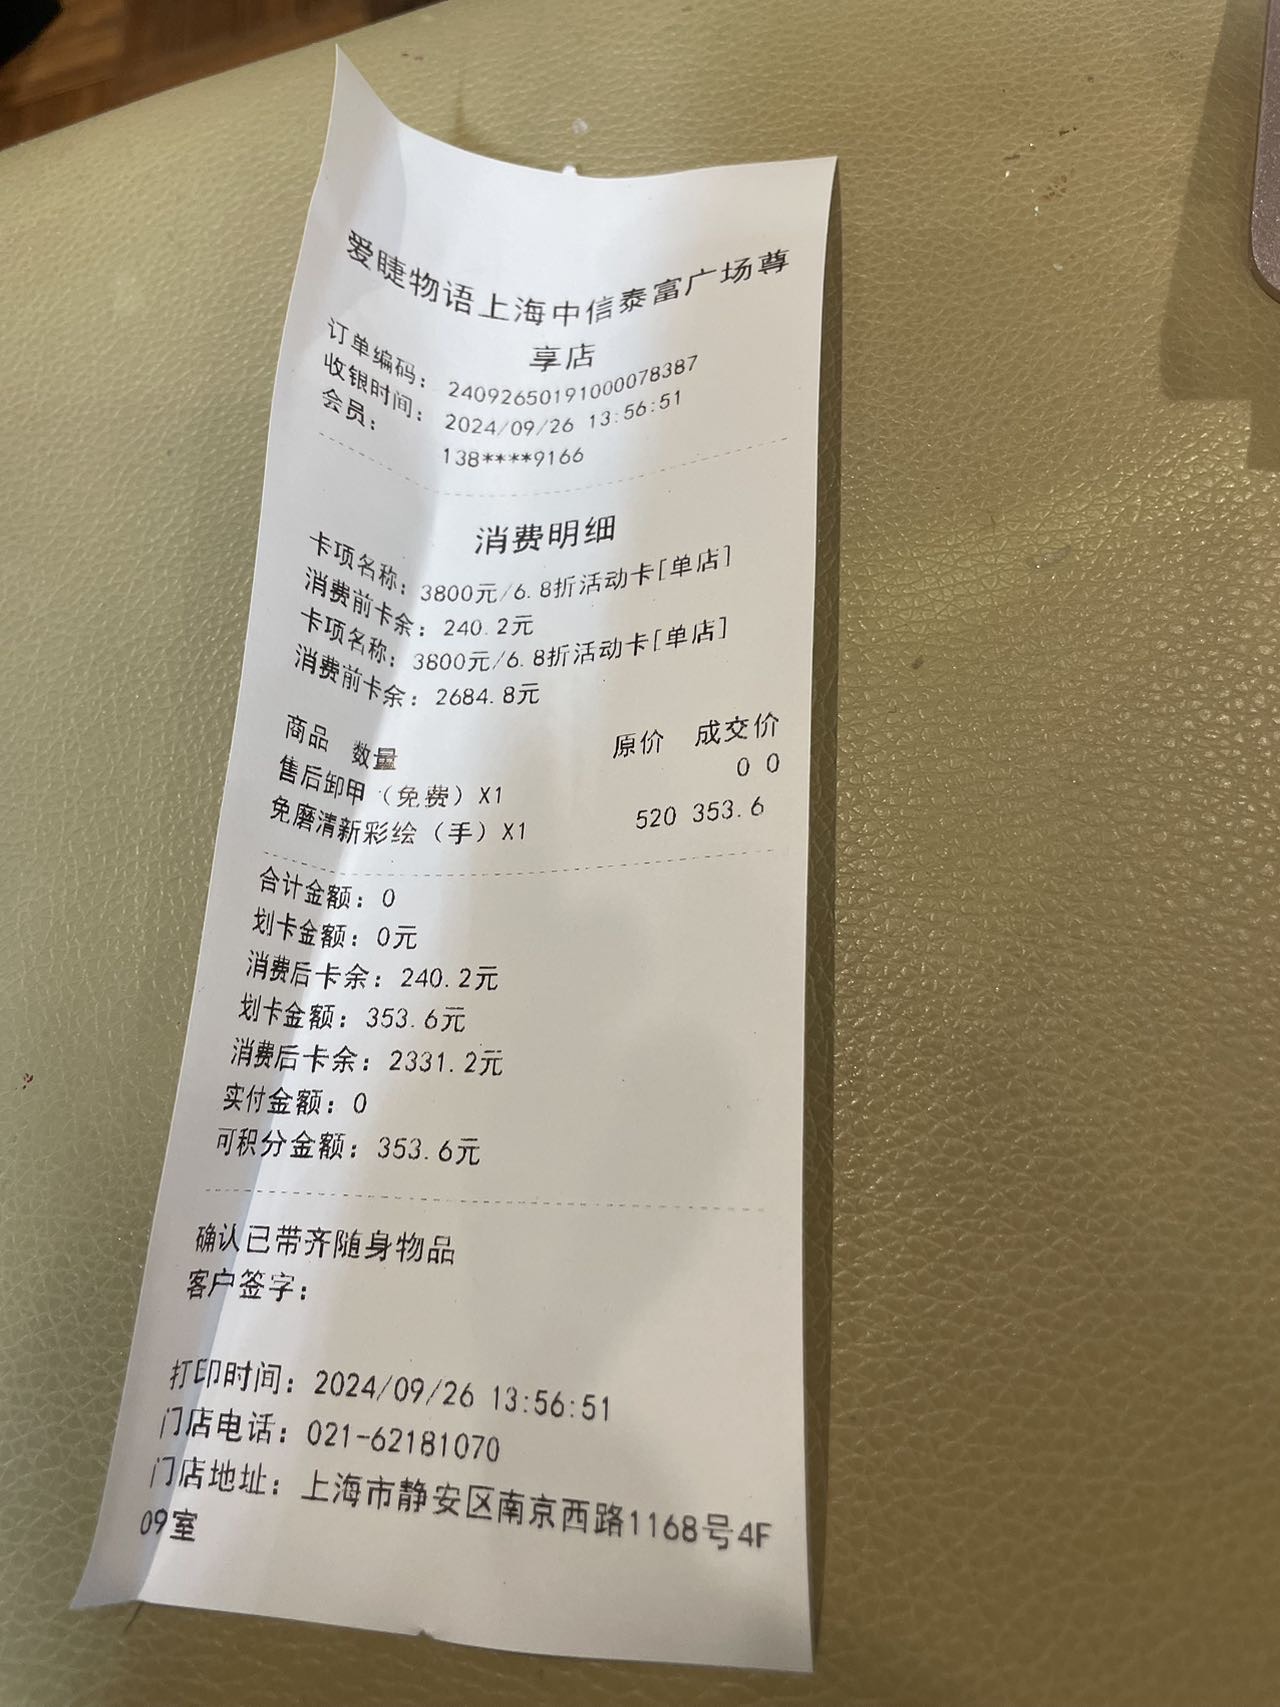 爱睫物语上海中信泰富广场尊
享店
订单编码： 24092650191000078387
收银时间： 2024/09/26 13:56:51
会员： 138****9166
消费明细
卡项名称：3800元/6.8折活动卡[单店]
消费前卡余：240.2元
卡项名称：3800元/6.8折活动卡[单店]
消费前卡余：2684.8元
商品 数量 原价 成交价
售后卸甲（免费）X1 0 0
免磨清新彩绘（手）X1 520 353.6
合计金额：0
划卡金额：0元
消费后卡余：240.2元
划卡金额：353.6元
消费后卡余：2331.2元
实付金额：0
可积分金额：353.6元
确认已带齐随身物品
客户签字：
打印时间：2024/09/26 13:56:51
门店电话：021-62181070
门店地址：上海市静安区南京西路1168号4F
09室